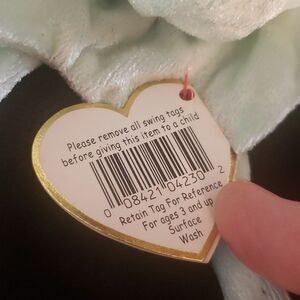 Please remove all swing tags
before giving this item to a child
0 08421 04230 2
Retain Tag For Reference
For ages 3 and up
Surface
Wash